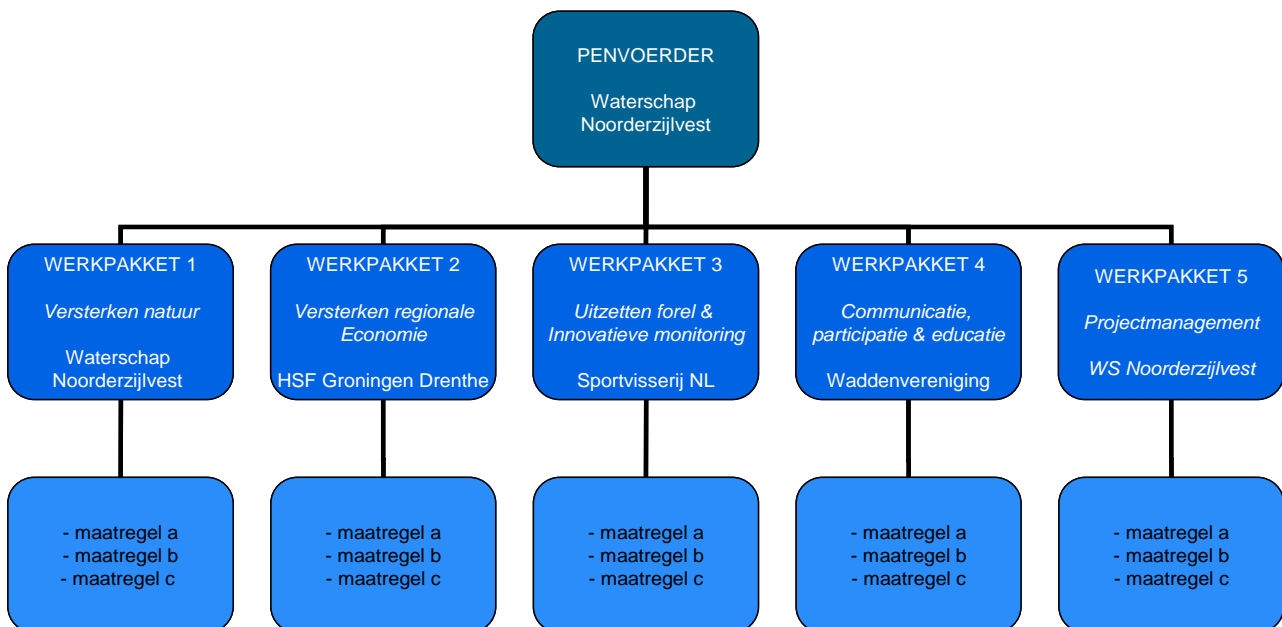 PENVOERDER
Waterschap
Noorderzijlvest
WERKPAKKET 1
Versterken natuur
Waterschap
Noorderzijlvest
WERKPAKKET 2
Versterken regionale
Economie
HSF Groningen Drenthe
WERKPAKKET 3
Uitzetten forel &
Innovatieve monitoring
Sportvisserij NL
WERKPAKKET 4
Communicatie,
participatie & educatie
Waddenvereniging
WERKPAKKET 5
Projectmanagement
WS Noorderzijlvest
- maatregel a
- maatregel b
- maatregel c
- maatregel a
- maatregel b
- maatregel c
- maatregel a
- maatregel b
- maatregel c
- maatregel a
- maatregel b
- maatregel c
- maatregel a
- maatregel b
- maatregel c